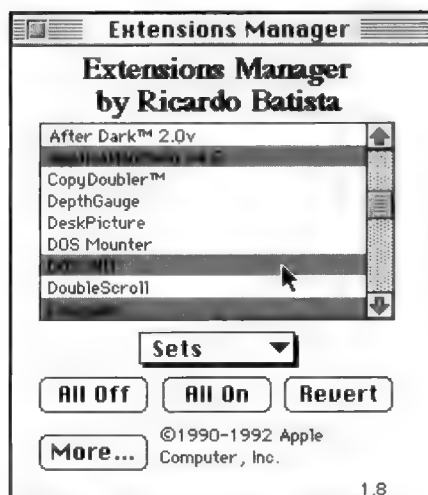 Extensions Manager
Extensions Manager
by Ricardo Batista
After Dark™ 2.0v
CopyDoubler™
DepthGauge
DeskPicture
DOS Mounter
DoubleScroll
Sets
All Off
All On
Revert
More...
©1990-1992 Apple
Computer, Inc.
1.8